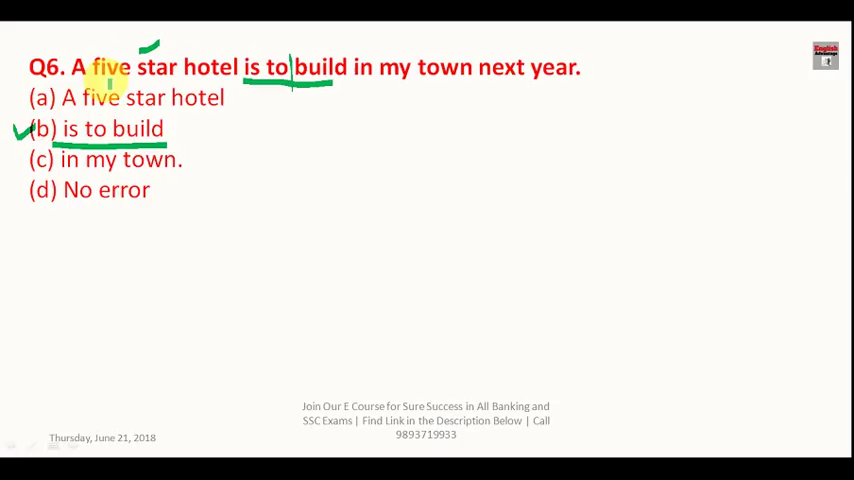 Q6. A five star hotel is to build in my town next year.
English
Advantage
(a) A five star hotel
(b) is to build
(c) in my town.
(d) No error
Join Our E Course for Sure Success in All Banking and
SSC Exams | Find Link in the Description Below | Call
9893719933
Thursday, June 21, 2018